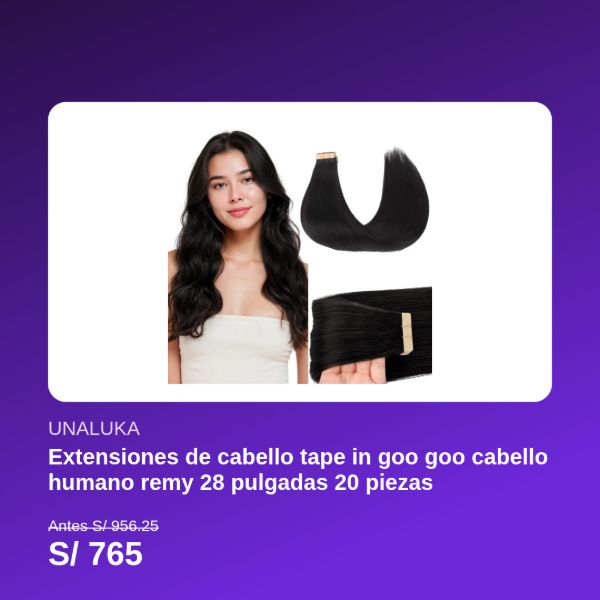 UNALUKA
Extensiones de cabello tape in goo goo cabello
humano remy 28 pulgadas 20 piezas
Antes S/ 956.25
S/ 765